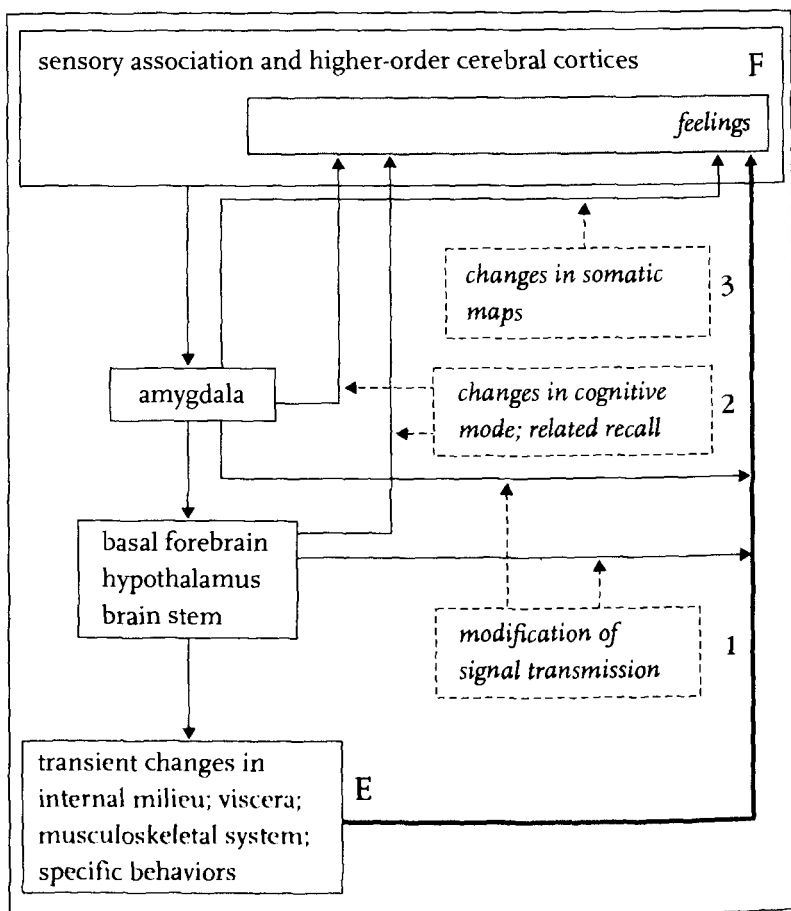 sensory association and higher-order cerebral cortices F
feelings
changes in somatic
maps
3
amygdala
changes in cognitive
mode; related recall
2
basal forebrain
hypothalamus
brain stem
modification of
signal transmission
1
transient changes in
internal milieu; viscera;
musculoskeletal system;
specific behaviors
E